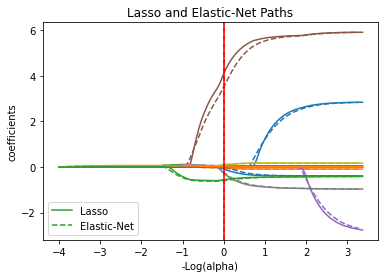 Lasso and Elastic-Net Paths
coefficients
6
4
2
0
−2
Lasso
Elastic-Net
−4 −3 −2 −1 0 1 2 3
-Log(alpha)